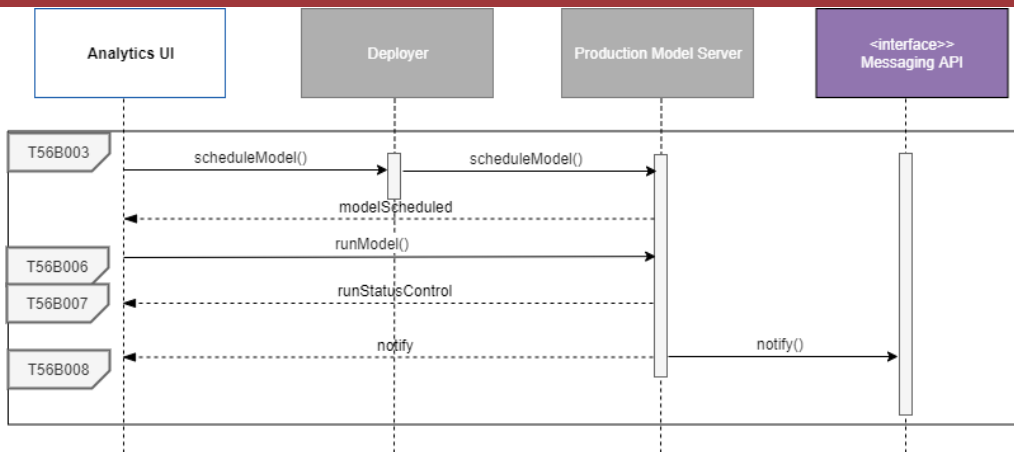 Analytics UI
Deployer
Production Model Server
<interface>>
Messaging API
T56B003
scheduleModel()
scheduleModel()
modelScheduled
runModel()
T56B006
runStatusControl
T56B007
notify
notify()
T56B008